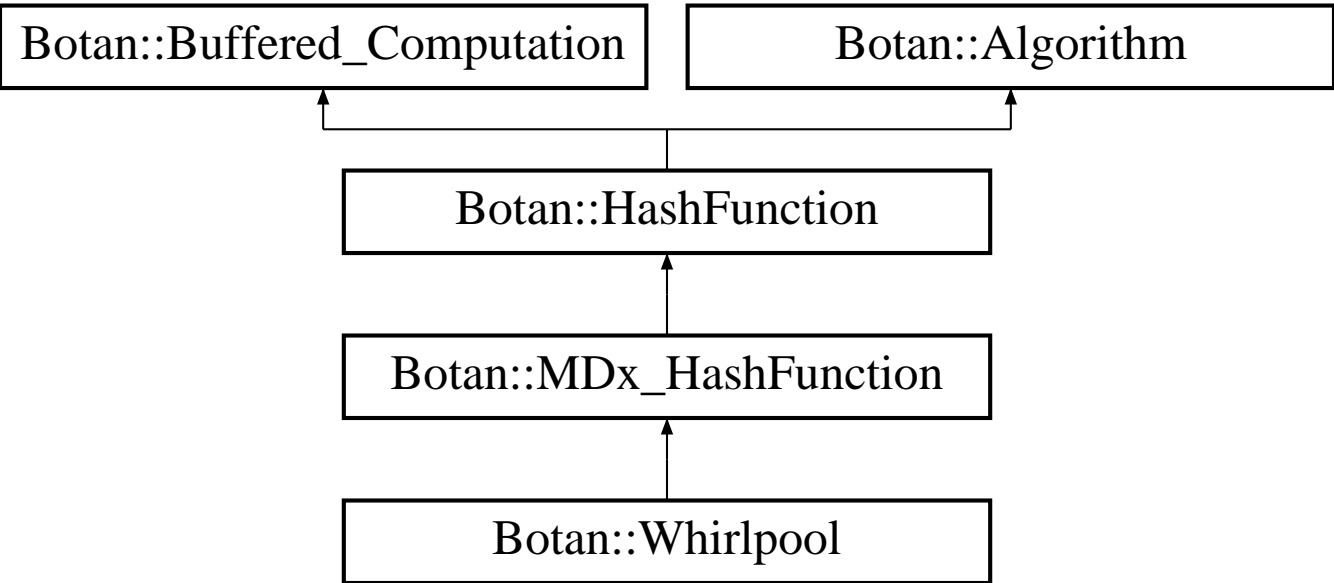 Botan::Buffered_Computation
Botan::Algorithm
Botan::HashFunction
Botan::MDx_HashFunction
Botan::Whirlpool